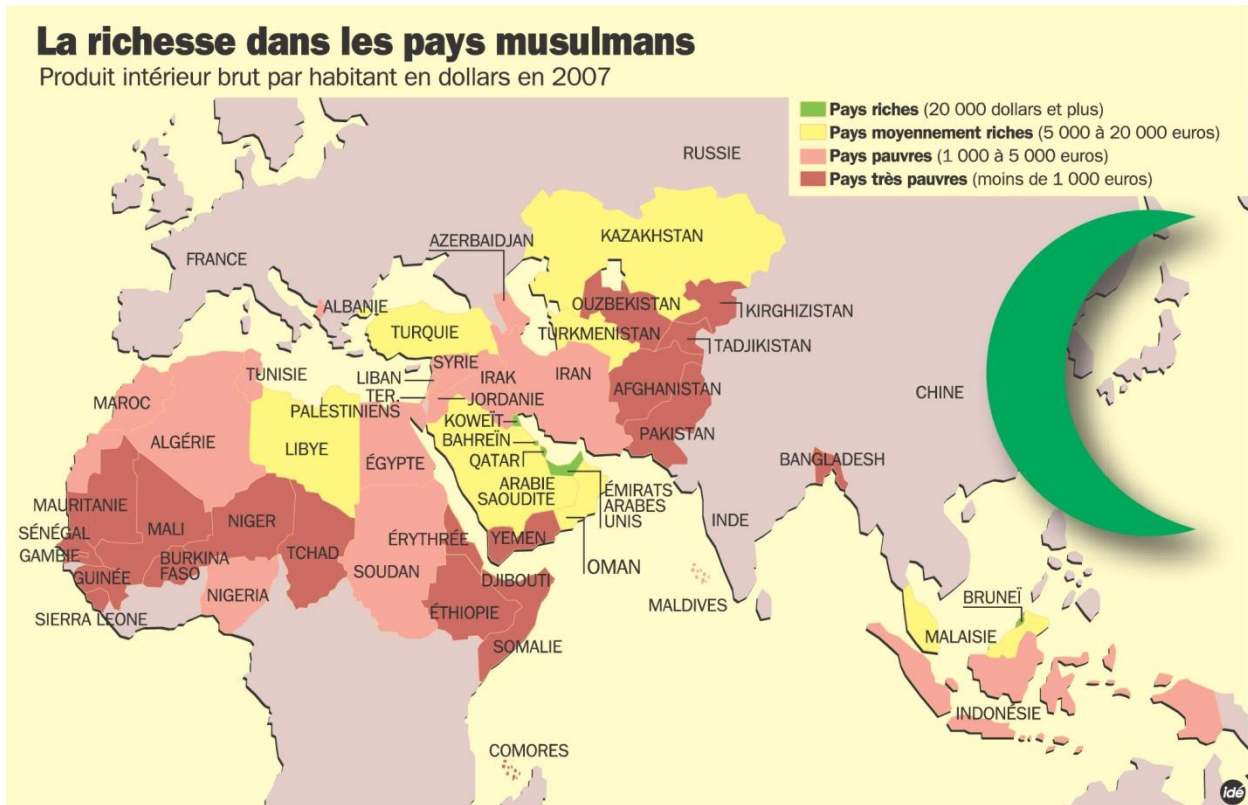 La richesse dans les pays musulmans
Produit intérieur brut par habitant en dollars en 2007
Pays riches (20 000 dollars et plus)
Pays moyennement riches (5 000 à 20 000 euros)
Pays pauvres (1 000 à 5 000 euros)
Pays très pauvres (moins de 1 000 euros)
RUSSIE
KAZAKHSTAN
AZERBAIDJAN
FRANCE
ALBANIE
OUZBEKISTAN
KIRGHIZISTAN
TURQUIE
TURKMENISTAN
TADJIKISTAN
TUNISIE
SYRIE
LIBAN
IRAK
IRAN
AFGHANISTAN
CHINE
MAROC
TER.
PALESTINIENS
JORDANIE
KOWEÏT
PAKISTAN
ALGÉRIE
LIBYE
BAHREÏN
QATAR
ÉGYPTE
BANGLADESH
ARABIE
SAOUDITE
ÉMIRATS
ARABES
UNIS
MAURITANIE
MALI
NIGER
INDE
SÉNÉGAL
GAMBIE
BURKINA
FASO
TCHAD
ÉRYTHRÉE
YEMEN
OMAN
GUINÉE
SOUDAN
DJIBOUTI
NIGERIA
ÉTHIOPIE
MALDIVES
BRUNEÏ
SIERRA LEONE
SOMALIE
MALAISIE
INDONÉSIE
COMORES
idé